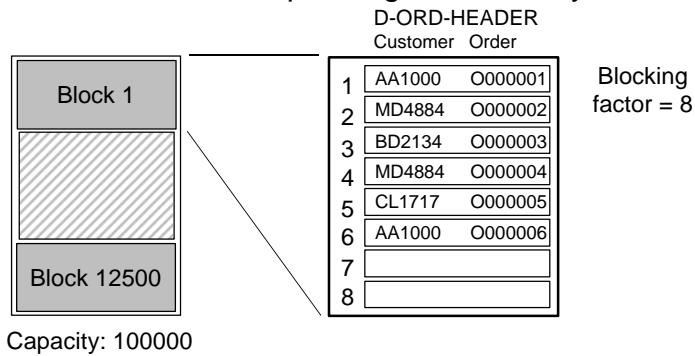 D-ORD-HEADER
Customer Order
Block 1
Block 12500
Capacity: 100000
1 AA1000 O000001
2 MD4884 O000002
3 BD2134 O000003
4 MD4884 O000004
5 CL1717 O000005
6 AA1000 O000006
7
8
Blocking
factor = 8